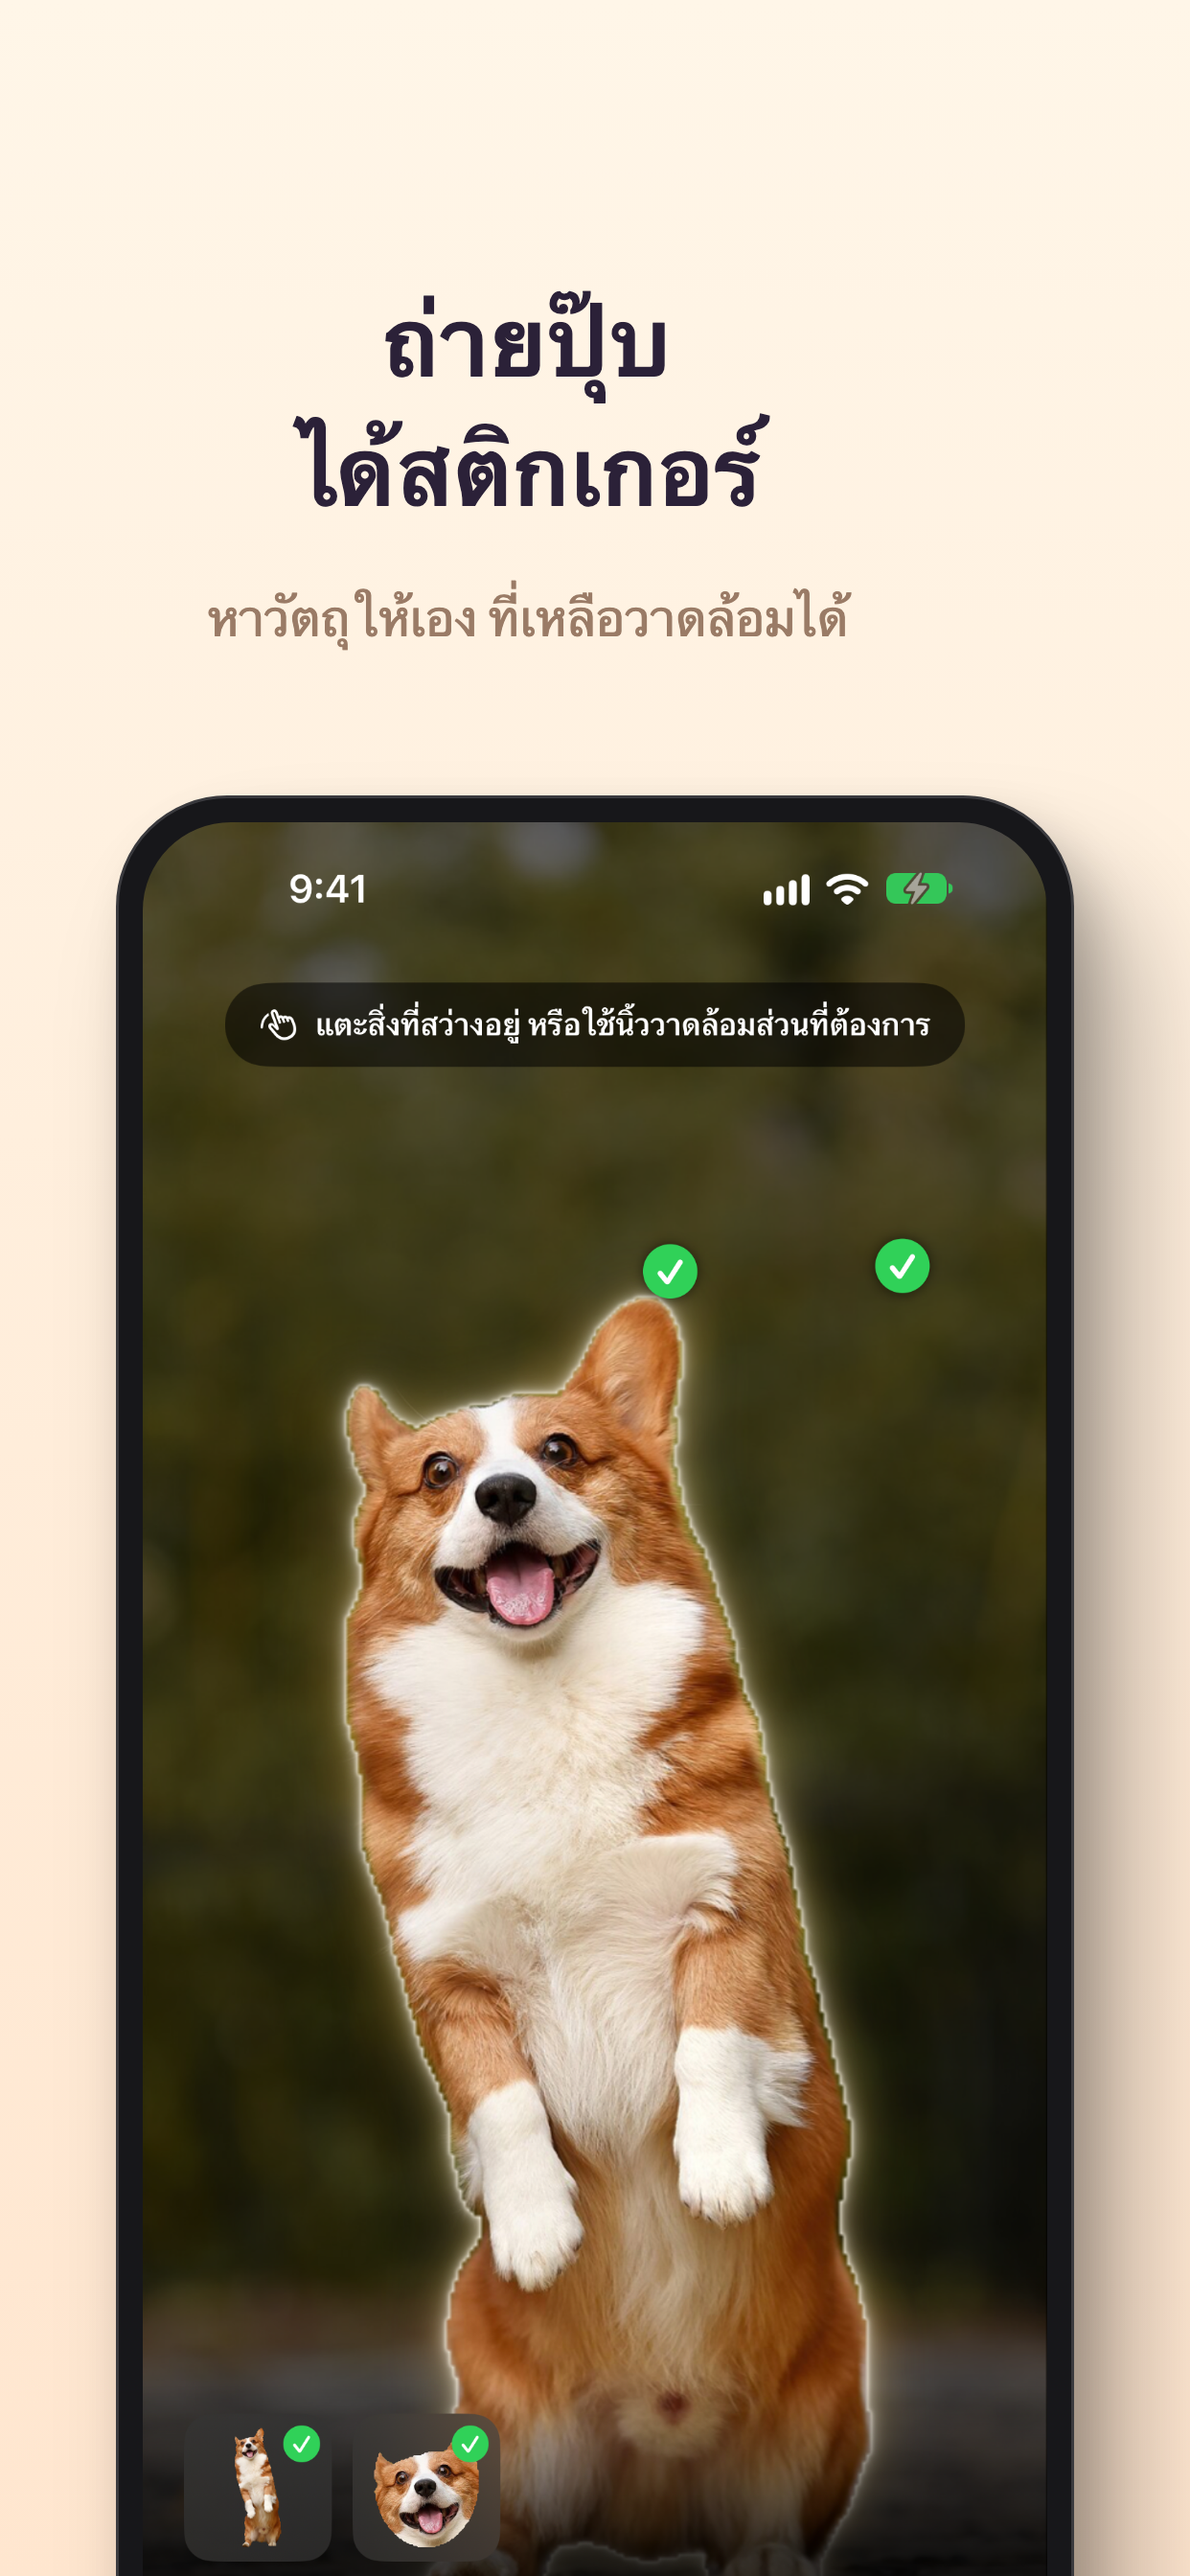 ถ่ายปุ๊บ
ได้สติกเกอร์
หาวัตถุให้เอง ที่เหลือวาดล้อมได้
9:41
แตะสิ่งที่สว่างอยู่ หรือใช้นิ้ววาดล้อมส่วนที่ต้องการ